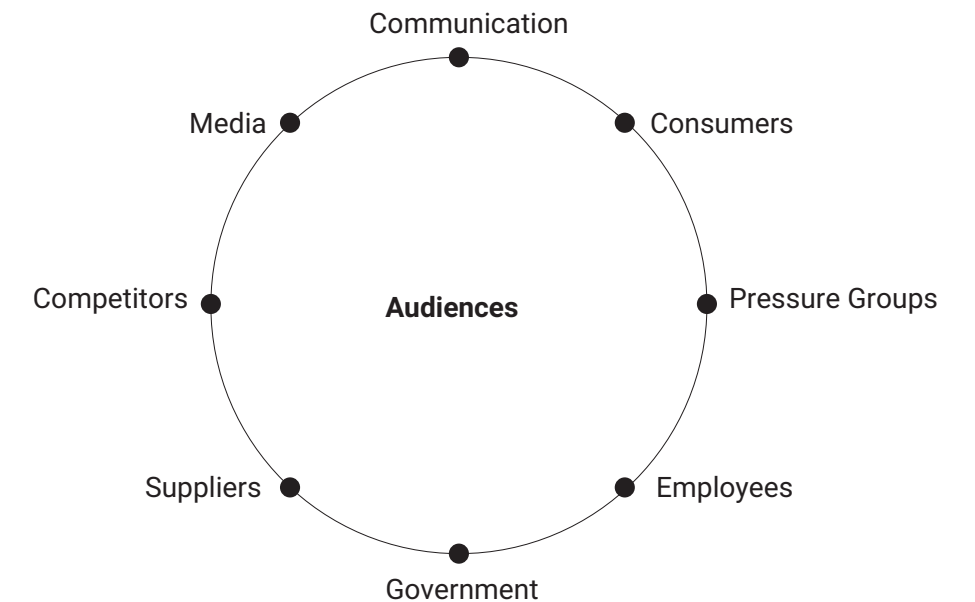 Communication
Media
Consumers
Competitors
Pressure Groups
Audiences
Suppliers
Employees
Government